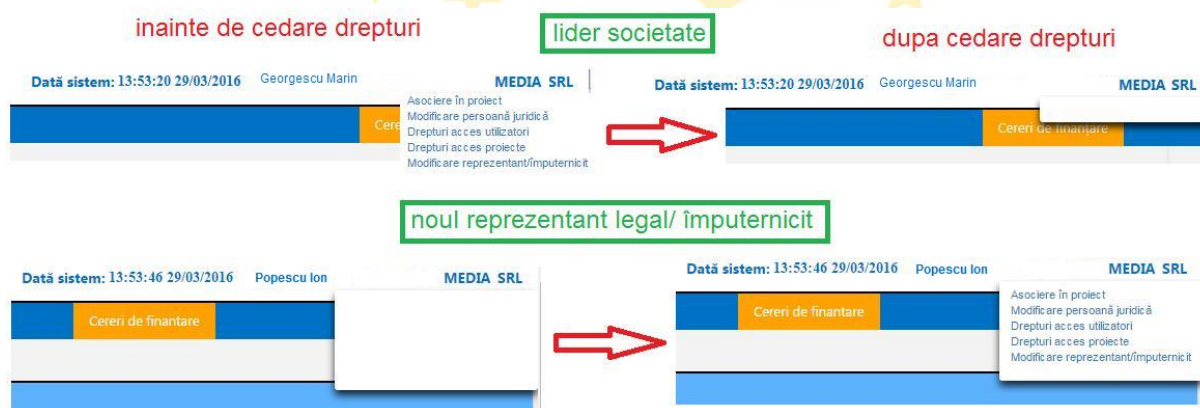 inainte de cedare drepturi
lider societate
dupa cedare drepturi
Dată sistem: 13:53:20 29/03/2016 Georgescu Marin MEDIA SRL
Asociere în proiect
Modificare persoană juridică
Drepturi acces utilizatori
Drepturi acces proiecte
Modificare reprezentant/împuternicit
Cere
Dată sistem: 13:53:20 29/03/2016 Georgescu Marin MEDIA SRL
Cereri de finanțare
noul reprezentant legal/ împuternicit
Dată sistem: 13:53:46 29/03/2016 Popescu Ion MEDIA SRL
Cereri de finantare
Dată sistem: 13:53:46 29/03/2016 Popescu Ion MEDIA SRL
Cereri de finantare
Asociere în proiect
Modificare persoană juridică
Drepturi acces utilizatori
Drepturi acces proiecte
Modificare reprezentant/împuternicit